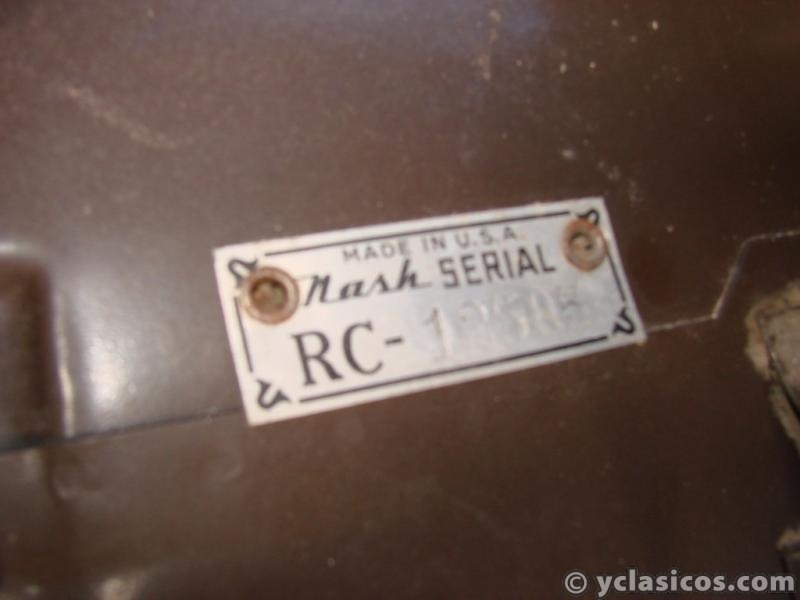 MADE IN U.S.A.
Nash SERIAL
RC-
© yclasicos.com